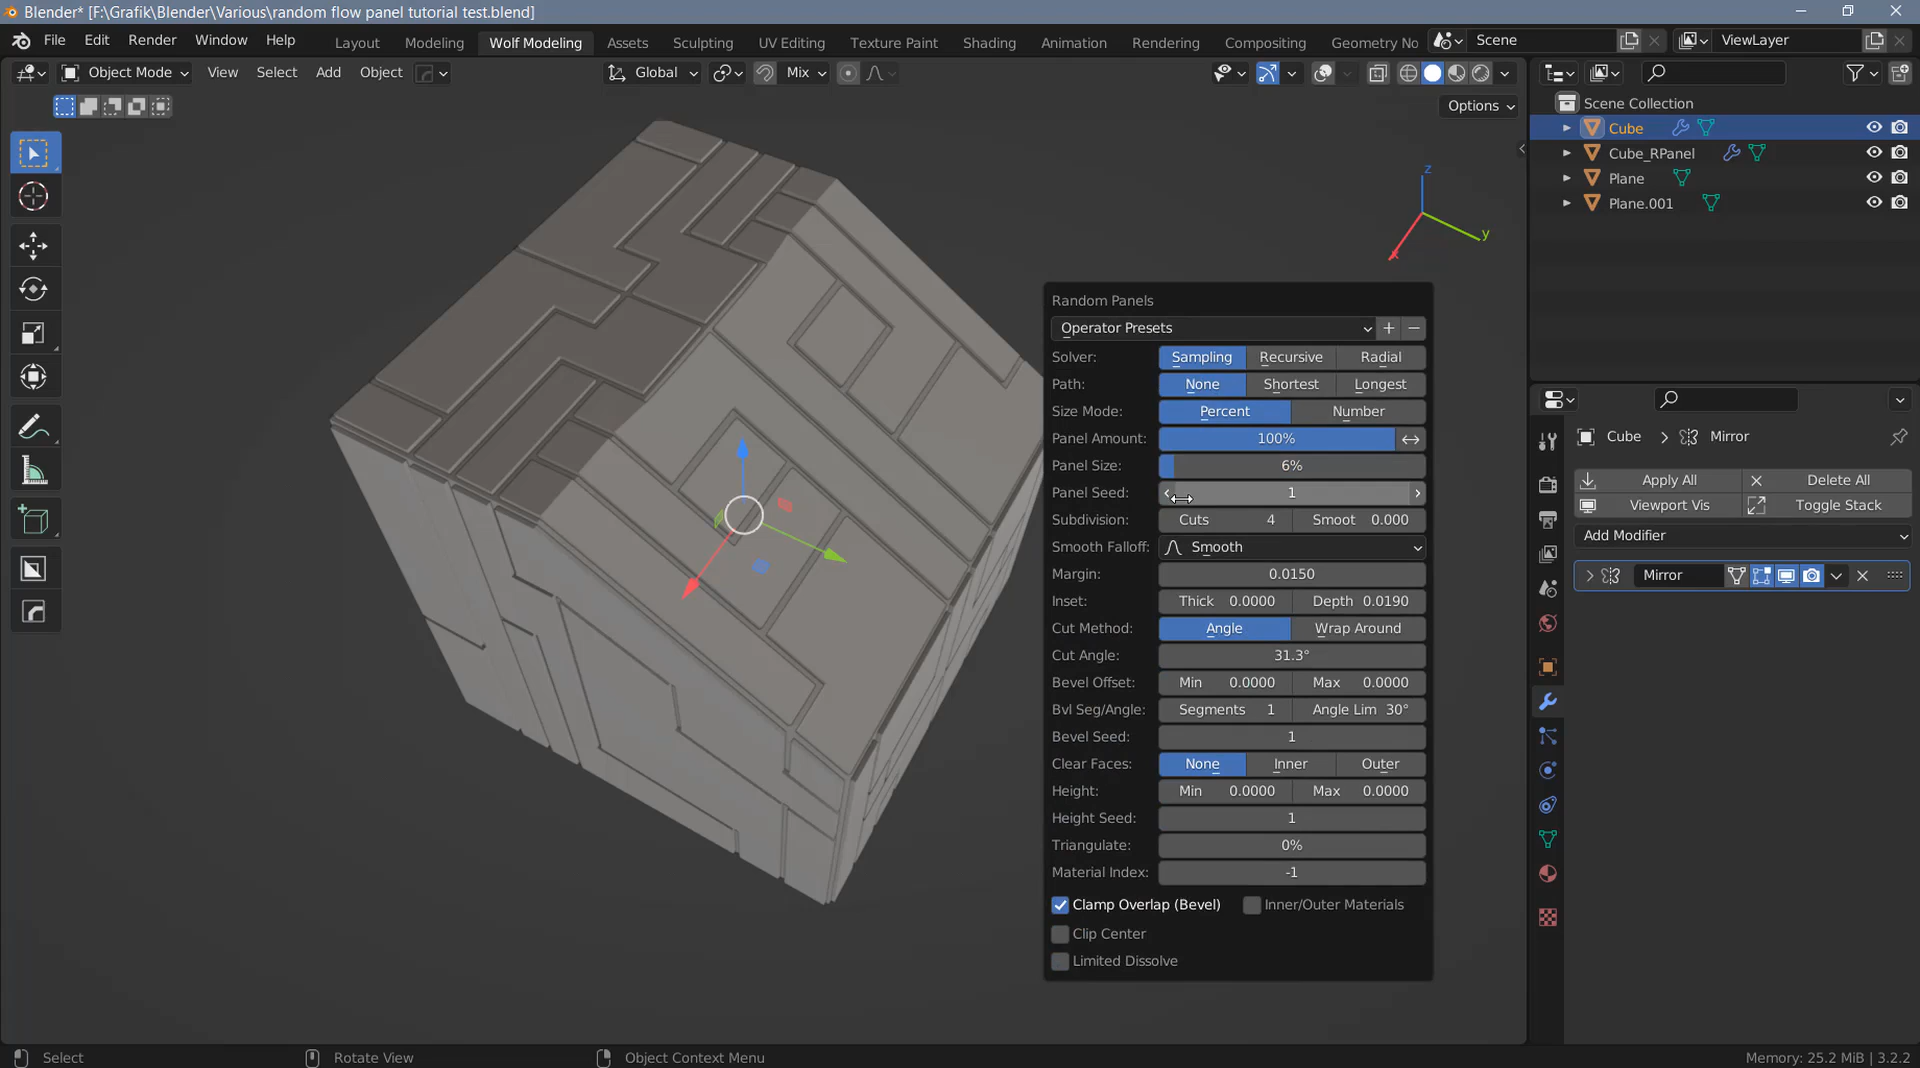 Blender* [F:\Grafik\Blender\Various\random flow panel tutorial test.blend]
File Edit Render Window Help Layout Modeling Wolf Modeling Assets Sculpting UV Editing Texture Paint Shading Animation Rendering Compositing Geometry No Scene ViewLayer
Object Mode View Select Add Object Global Mix
Options
Scene Collection
Cube
Cube_RPanel
Plane
Plane.001
z
y
x
Random Panels
Operator Presets
Solver: Sampling Recursive Radial
Path: None Shortest Longest
Size Mode: Percent Number
Panel Amount: 100%
Panel Size: 6%
Panel Seed: 1
Subdivision: Cuts 4 Smoot 0.000
Smooth Falloff: Smooth
Margin: 0.0150
Inset: Thick 0.0000 Depth 0.0190
Cut Method: Angle Wrap Around
Cut Angle: 31.3°
Bevel Offset: Min 0.0000 Max 0.0000
Bvl Seg/Angle: Segments 1 Angle Lim 30°
Bevel Seed: 1
Clear Faces: None Inner Outer
Height: Min 0.0000 Max 0.0000
Height Seed: 1
Triangulate: 0%
Material Index: -1
Clamp Overlap (Bevel) Inner/Outer Materials
Clip Center
Limited Dissolve
Cube Mirror
Apply All Delete All
Viewport Vis Toggle Stack
Add Modifier
Mirror
Select Rotate View Object Context Menu Memory: 25.2 MiB | 3.2.2